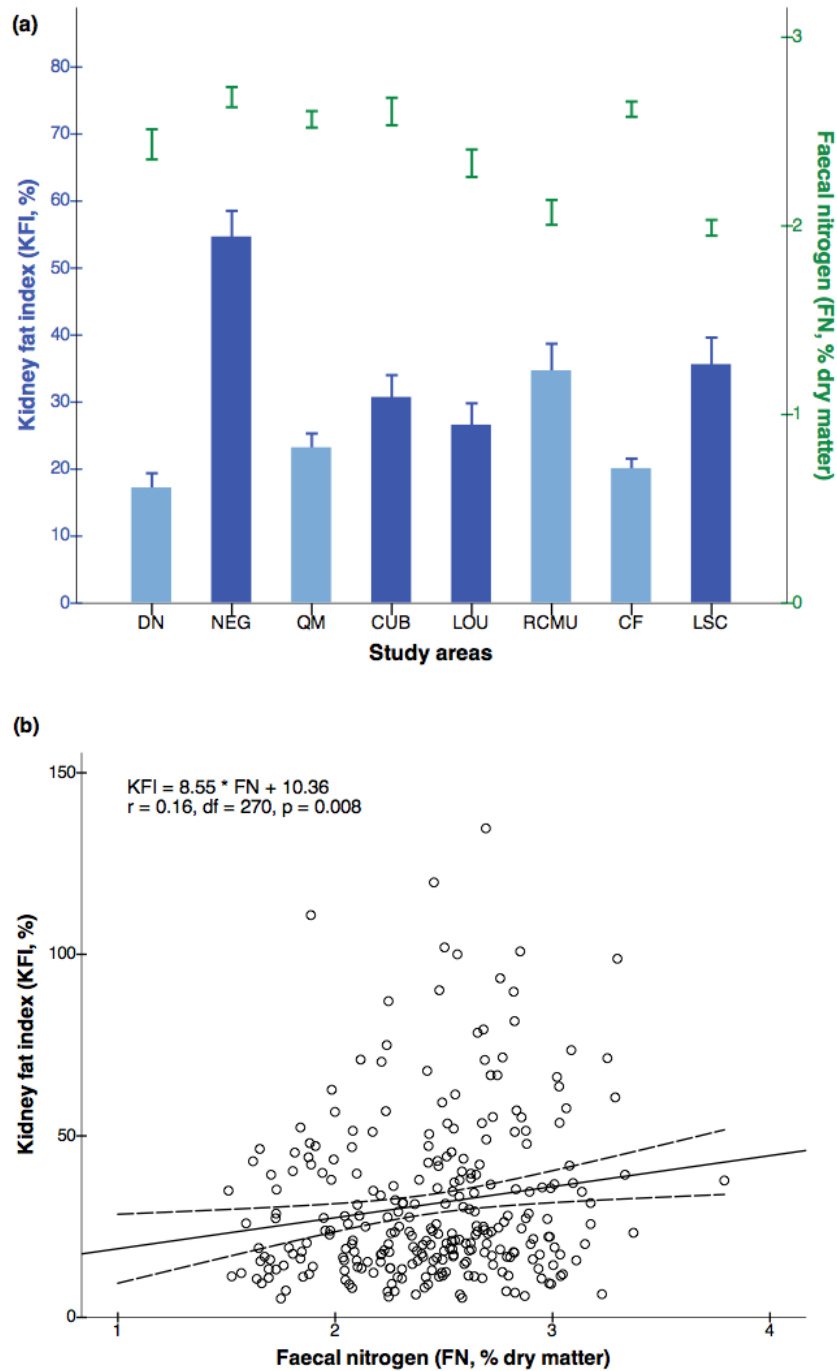 (a)
Kidney fat index (KFI, %)
80
70
60
50
40
30
20
10
0
3
2
1
0
Faecal nitrogen (FN, % dry matter)
DN NEG QM CUB LOU RCMU CF LSC
Study areas
(b)
KFI = 8.55 * FN + 10.36
r = 0.16, df = 270, p = 0.008
Kidney fat index (KFI, %)
150
100
50
0
1 2 3 4
Faecal nitrogen (FN, % dry matter)